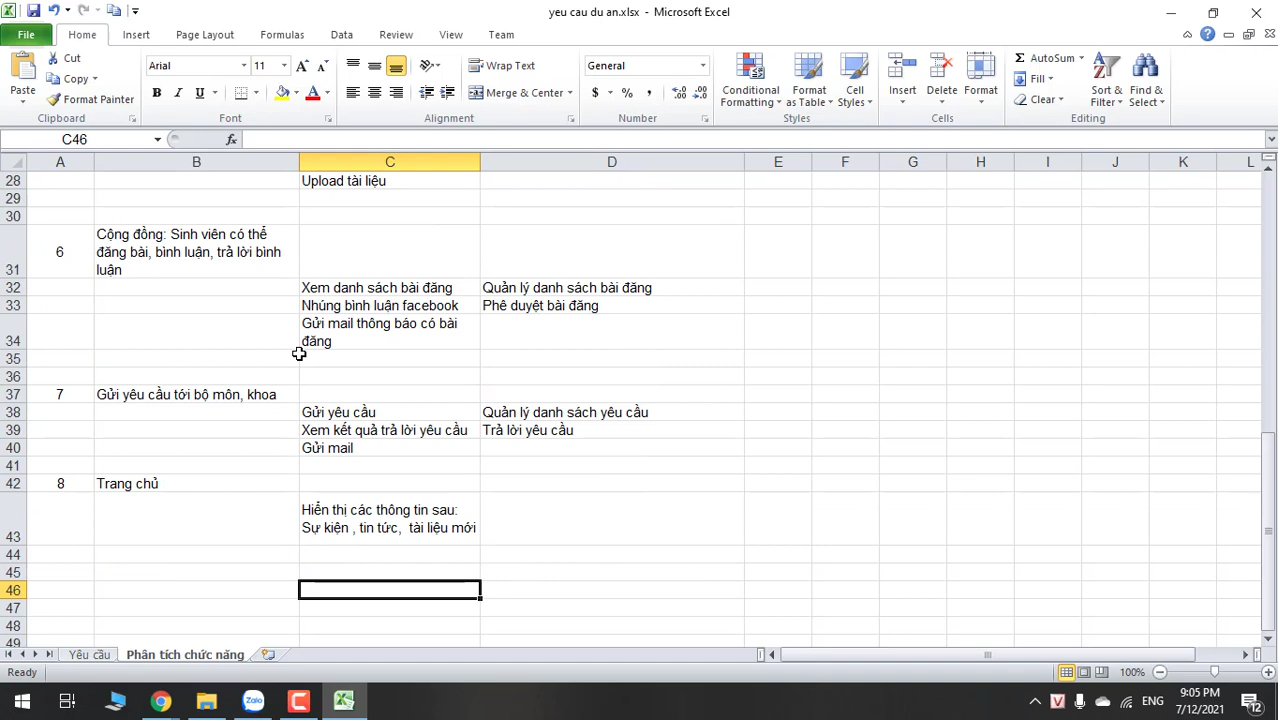 yeu cau du an.xlsx - Microsoft Excel
File Home Insert Page Layout Formulas Data Review View Team
Paste
Cut
Copy
Format Painter
Clipboard
Arial 11
B I U
Font
Wrap Text
Merge & Center
Alignment
General
$ % ,
Number
Conditional Formatting
Format as Table
Cell Styles
Styles
Insert
Delete
Format
Cells
Σ AutoSum
Fill
Clear
Sort & Filter
Find & Select
Editing
C46 fx
A B C D E F G H I J K L
28 Upload tài liệu
29
30
31 6 Cộng đồng: Sinh viên có thể
đăng bài, bình luận, trả lời bình
luận
32 Xem danh sách bài đăng Quản lý danh sách bài đăng
33 Nhúng bình luận facebook Phê duyệt bài đăng
34 Gửi mail thông báo có bài
đăng
35
36
37 7 Gửi yêu cầu tới bộ môn, khoa
38 Gửi yêu cầu Quản lý danh sách yêu cầu
39 Xem kết quả trả lời yêu cầu Trả lời yêu cầu
40 Gửi mail
41
42 8 Trang chủ
43 Hiển thị các thông tin sau:
Sự kiện , tin tức,  tài liệu mới
44
45
46
47
48
49
Yêu cầu Phân tích chức năng
Ready 100%
Zalo
ENG
9:05 PM
7/12/2021
12